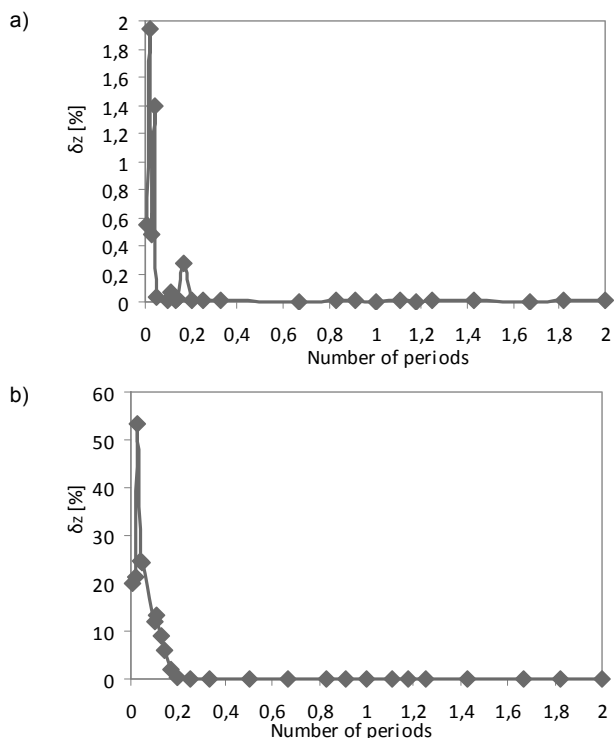 a)
δz [%]
2
1,8
1,6
1,4
1,2
1
0,8
0,6
0,4
0,2
0
0 0,2 0,4 0,6 0,8 1 1,2 1,4 1,6 1,8 2
Number of periods
b)
δz [%]
60
50
40
30
20
10
0
0 0,2 0,4 0,6 0,8 1 1,2 1,4 1,6 1,8 2
Number of periods